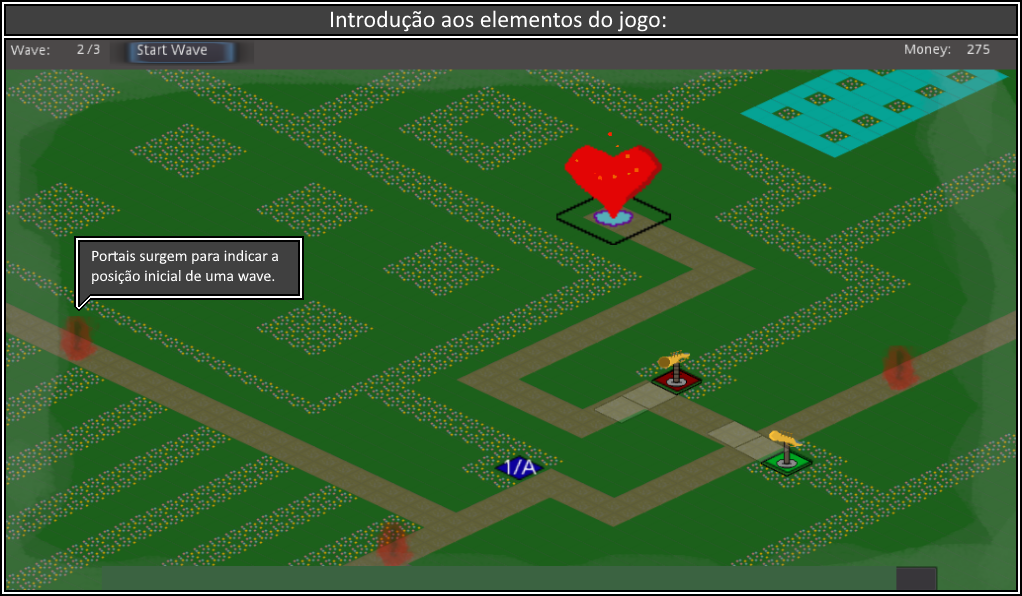 Introdução aos elementos do jogo:
Wave: 2/3 Start Wave Money: 275
Portais surgem para indicar a
posição inicial de uma wave.
1/A